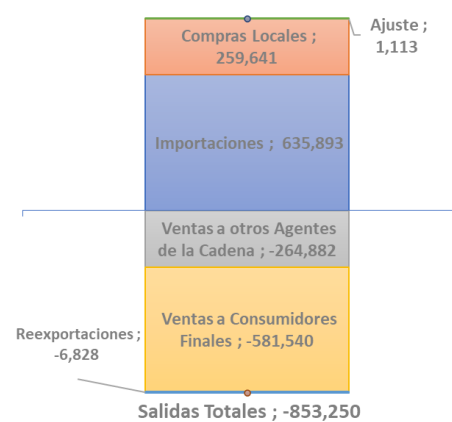 Ajuste ;
1,113
Compras Locales ;
259,641
Importaciones ; 635,893
Ventas a otros Agentes
de la Cadena ; -264,882
Ventas a Consumidores
Finales ; -581,540
Reexportaciones ;
-6,828
Salidas Totales ; -853,250